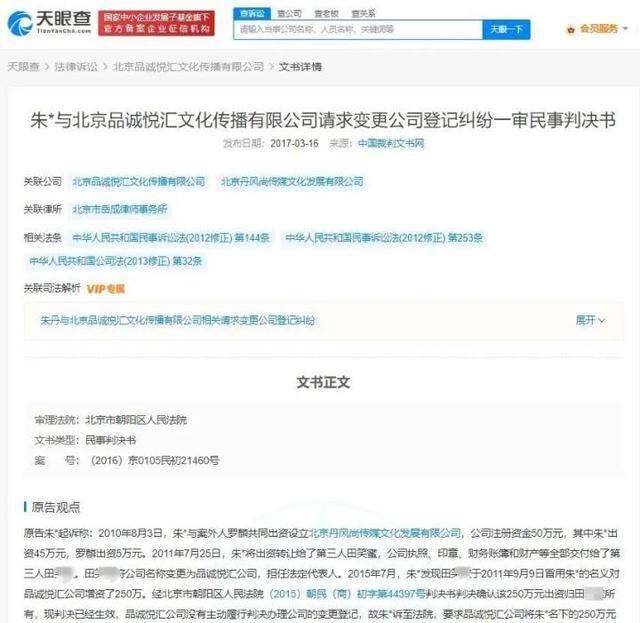 天眼查
TianYanCha.com
国家中小企业发展子基金旗下
官方备案企业征信机构
查诉讼 查公司 查老板 查关系
请输入当事公司名称、人员名称、关键词等
天眼一下
会员服务
天眼查 > 法律诉讼 > 北京品诚悦汇文化传播有限公司 > 文书详情
朱*与北京品诚悦汇文化传播有限公司请求变更公司登记纠纷一审民事判决书
发布日期：2017-03-16 来源：中国裁判文书网
关联公司 北京品诚悦汇文化传播有限公司 北京丹风尚传媒文化发展有限公司
关联律所 北京市岳成律师事务所
相关法条 中华人民共和国民事诉讼法(2012修正) 第144条 中华人民共和国民事诉讼法(2012修正) 第253条
中华人民共和国公司法(2013修正) 第32条
关联司法解析 VIP专属
朱丹与北京品诚悦汇文化传播有限公司相关请求变更公司登记纠纷 展开
文书正文
审理法院：北京市朝阳区人民法院
文书类型：民事判决书
案 号：（2016）京0105民初21460号
原告观点
原告朱*起诉称：2010年8月3日，朱*与案外人罗麟共同出资设立北京丹风尚传媒文化发展有限公司，公司注册资金50万元，其中朱*出
资45万元，罗麟出资5万元。2011年7月25日，朱*将出资转让给了第三人田笑蜜，公司执照、印章、财务账簿和财产等全部交付给了第
三人田 。田 将公司名称变更为品诚悦汇公司，担任法定代表人。2015年7月，朱*发现田 于2011年9月9日冒用朱*的名义对
品诚悦汇公司增资了250万。经北京市朝阳区人民法院（2015）朝民（商）初字第44397号判决书判决确认该250万元出资归田 所
有，现判决已经生效，品诚悦汇公司没有主动履行判决办理公司的变更登记，故朱*诉至法院，要求品诚悦汇公司将朱*名下的250万元